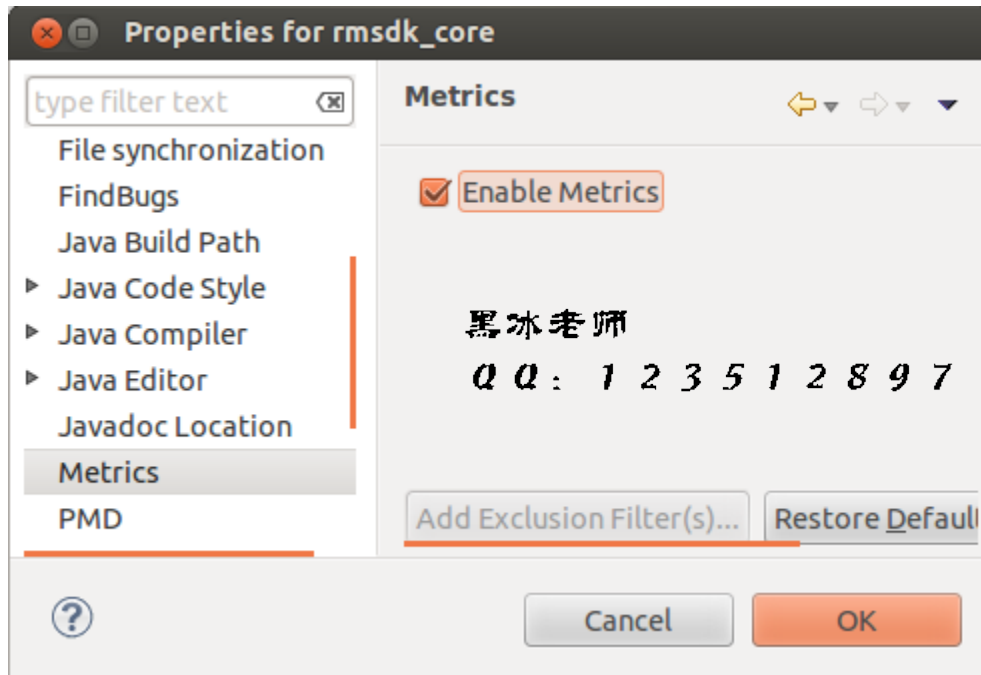 Properties for rmsdk_core
type filter text
File synchronization
FindBugs
Java Build Path
Java Code Style
Java Compiler
Java Editor
Javadoc Location
Metrics
PMD
Metrics
Enable Metrics
黑冰老师
QQ：123512897
Add Exclusion Filter(s)...
Restore Defaul
Cancel
OK